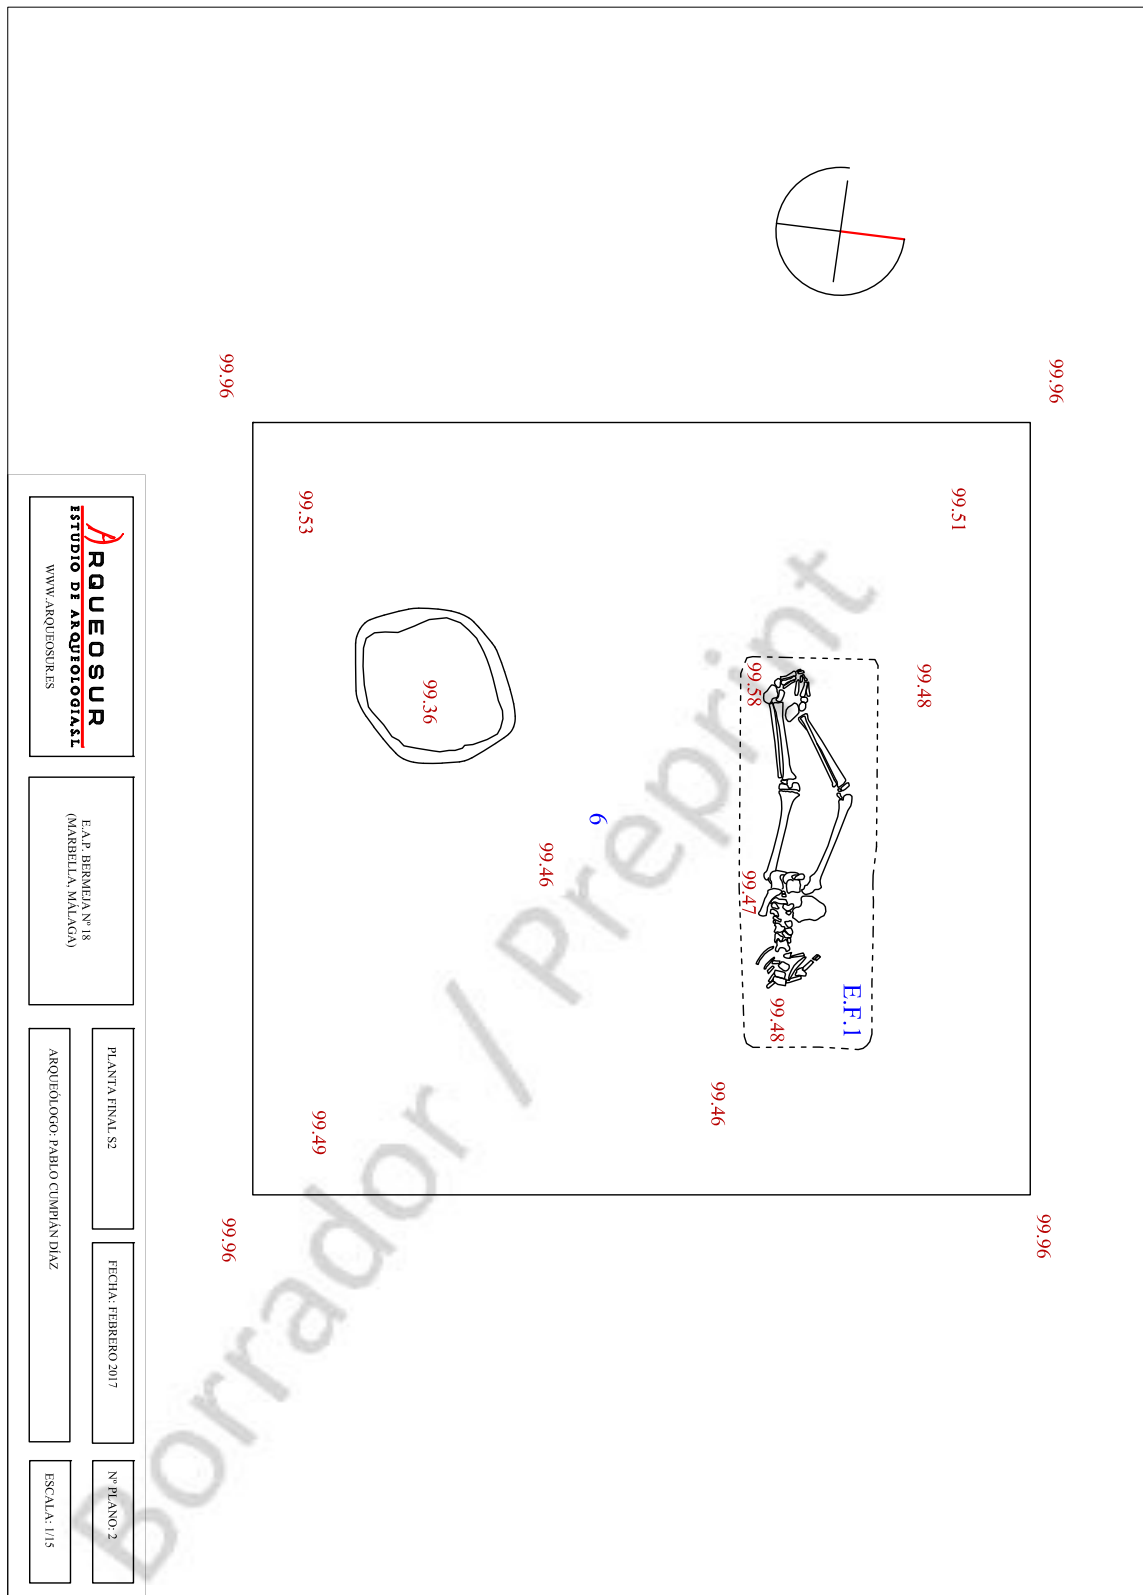 99.96
99.96
99.51
99.53
99.48
99.58
99.36
6
99.46
99.47
E.F.1
99.48
99.46
99.49
99.96
99.96
Borrador / Preprint
ARQUEOSUR
ESTUDIO DE ARQUEOLOGIA,S.L
WWW.ARQUEOSUR.ES
E.A.P. BERMEJA Nº 18
(MARBELLA, MÁLAGA)
PLANTA FINAL S2
FECHA: FEBRERO 2017
Nº PLANO: 2
ARQUEÓLOGO: PABLO CUMPIÁN DÍAZ
ESCALA: 1/15